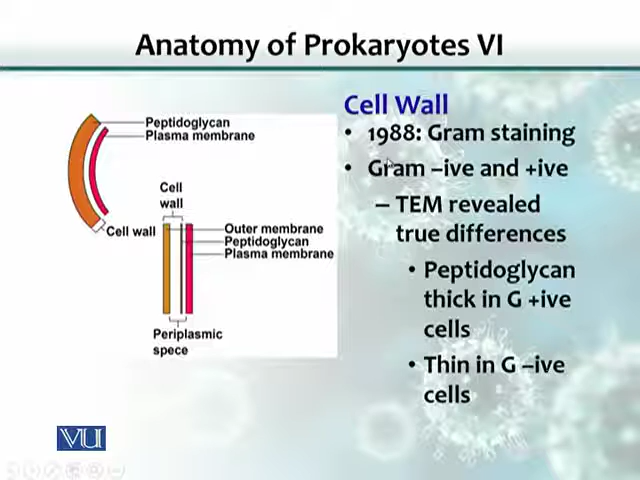 Anatomy of Prokaryotes VI
Cell Wall
• 1988: Gram staining
• Gram –ive and +ive
– TEM revealed
true differences
• Peptidoglycan
thick in G +ive
cells
• Thin in G –ive
cells
Peptidoglycan
Plasma membrane
Cell wall
Cell
wall
Outer membrane
Peptidoglycan
Plasma membrane
Periplasmic
spece
VU